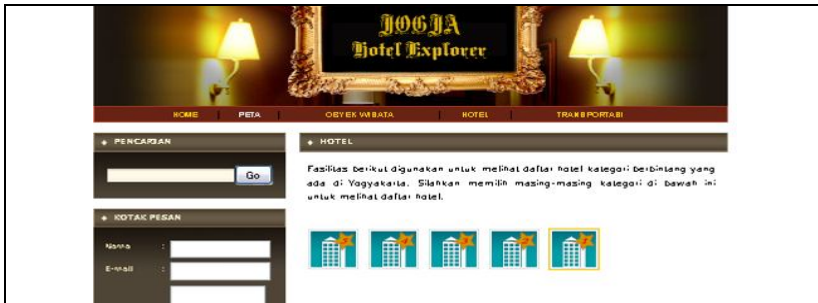 JOGJA
Hotel Explorer
HOME PETA OBYEK WISATA HOTEL TRANSPORTASI
PENCARIAN
Go
KOTAK PESAN
Nama :
E-mail :
HOTEL
Fasilitas berikut digunakan untuk melihat daftar hotel kategori berbintang yang
ada di Yogyakarta. Silahkan memilih masing-masing kategori di bawah ini
untuk melihat daftar hotel.